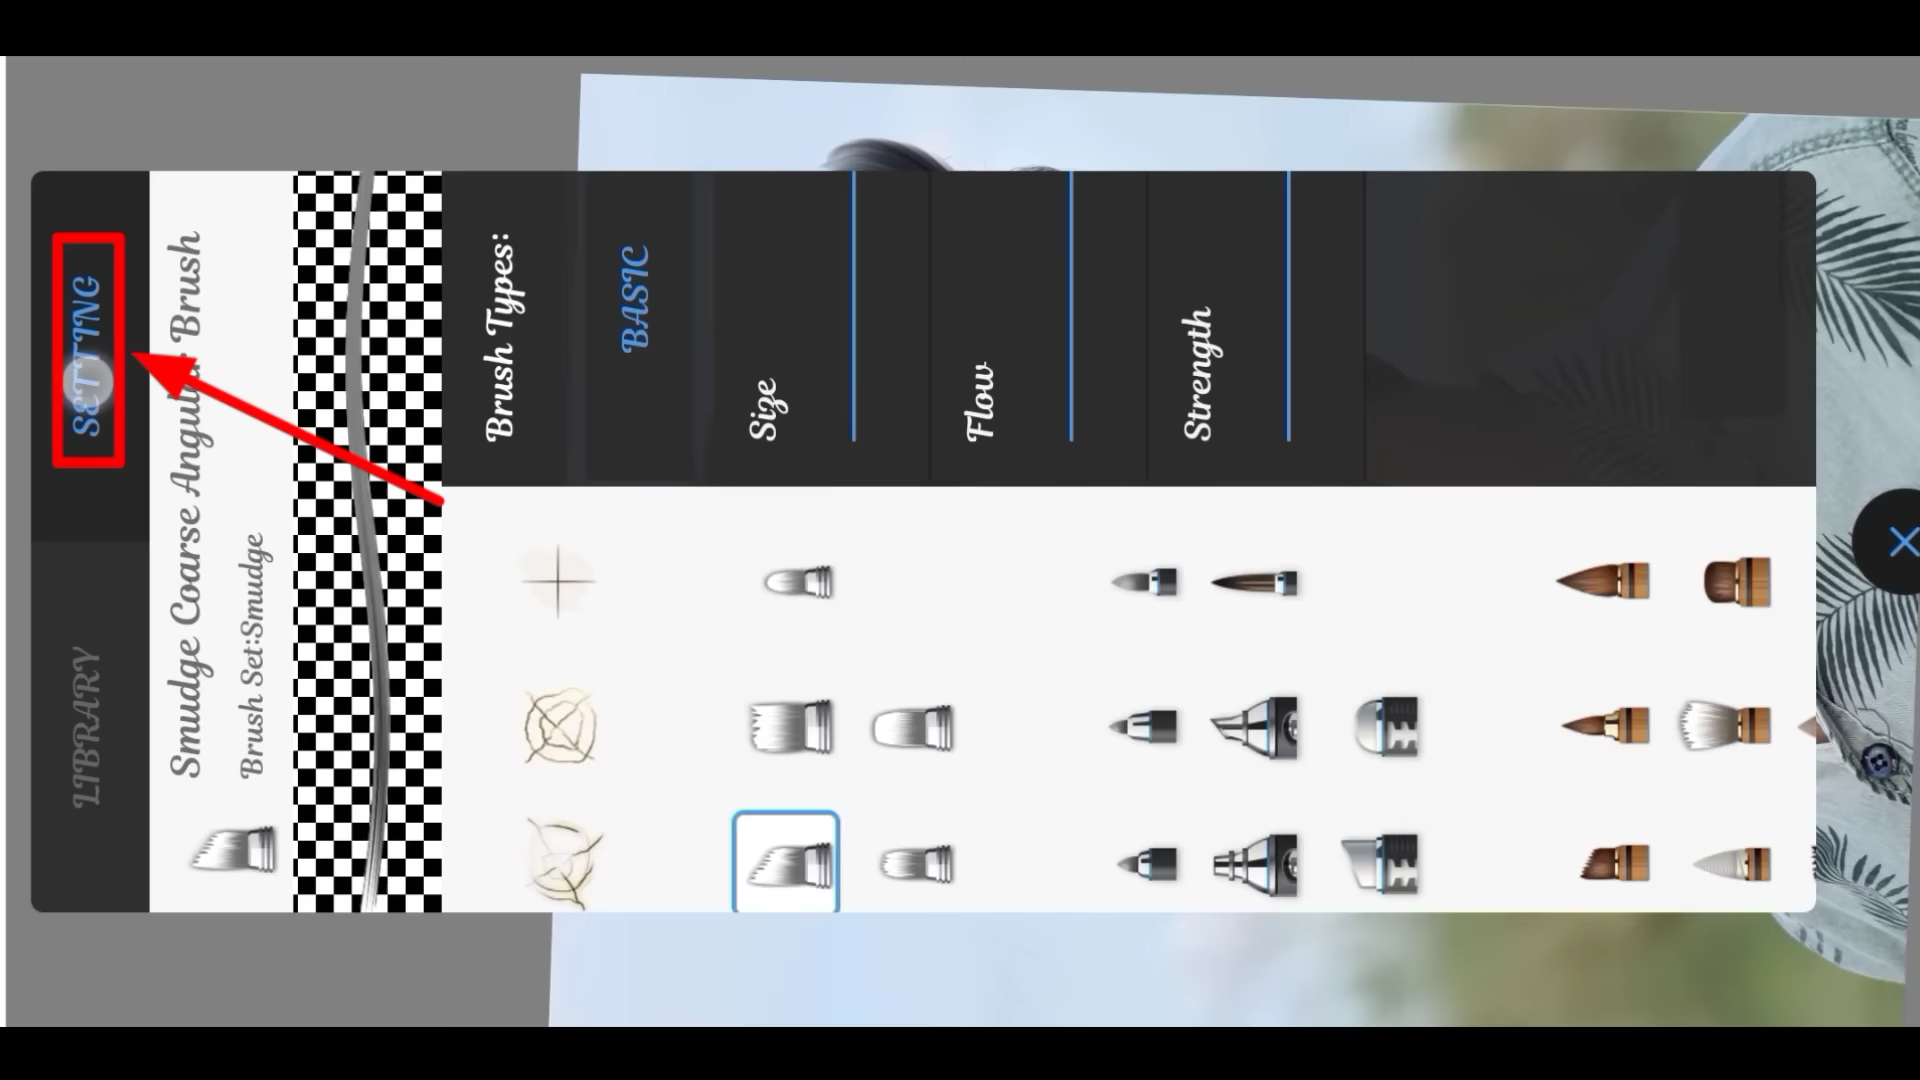 LIBRARY
SETTING
Smudge Coarse Angular Brush
Brush Set:Smudge
Brush Types:
BASIC
Size
Flow
Strength